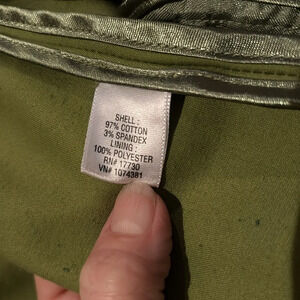 SHELL :
97% COTTON
3% SPANDEX
LINING :
100% POLYESTER
RN# 17730
VN# 1074381